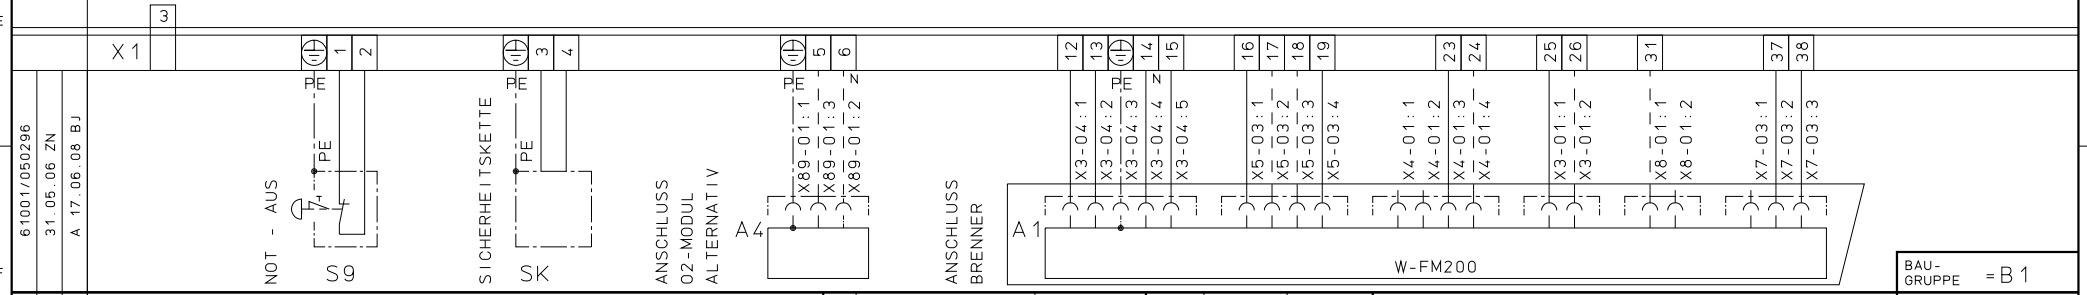 3
X1
1 2
3 4
5 6
12 13 14 15
16 17 18 19
23 24
25 26
31
37 38
PE
PE
PE N
PE N
61001/050296
31.05.06 ZN
A 17.06.08 BJ
NOT - AUS
PE
S9
SICHERHEITSKETTE
PE
SK
ANSCHLUSS
O2-MODUL
ALTERNATIV
X89-01:1
X89-01:3
X89-01:2
A4
ANSCHLUSS
BRENNER
X3-04:1
X3-04:2
X3-04:3
X3-04:4
X3-04:5
X5-03:1
X5-03:2
X5-03:3
X5-03:4
X4-01:1
X4-01:2
X4-01:3
X4-01:4
X3-01:1
X3-01:2
X8-01:1
X8-01:2
X7-03:1
X7-03:2
X7-03:3
A1
W-FM200
BAU-
GRUPPE =B1